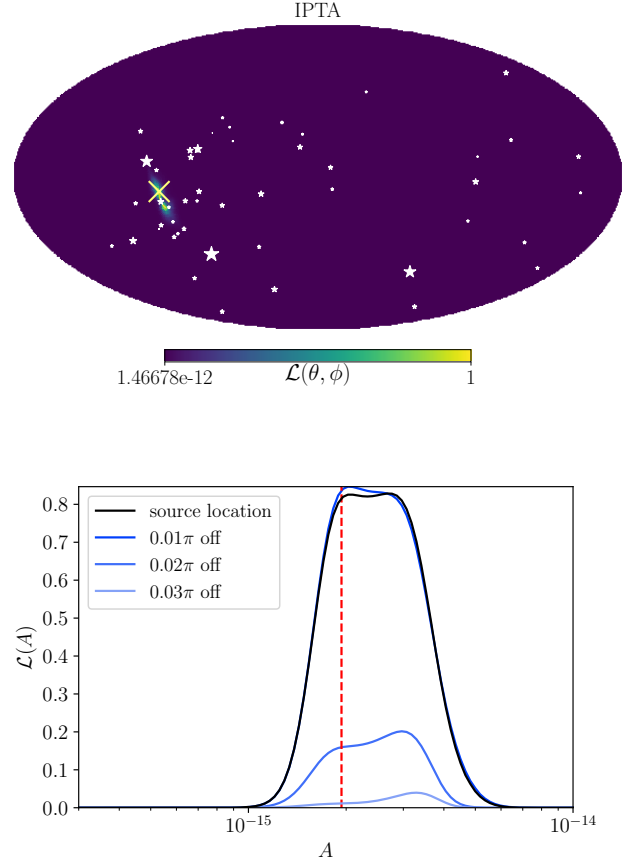 IPTA
1.46678e-12
ℒ(θ, ϕ)
1
0.8
0.7
0.6
0.5
0.4
0.3
0.2
0.1
0.0
ℒ(A)
source location
0.01π off
0.02π off
0.03π off
10⁻¹⁵
10⁻¹⁴
A